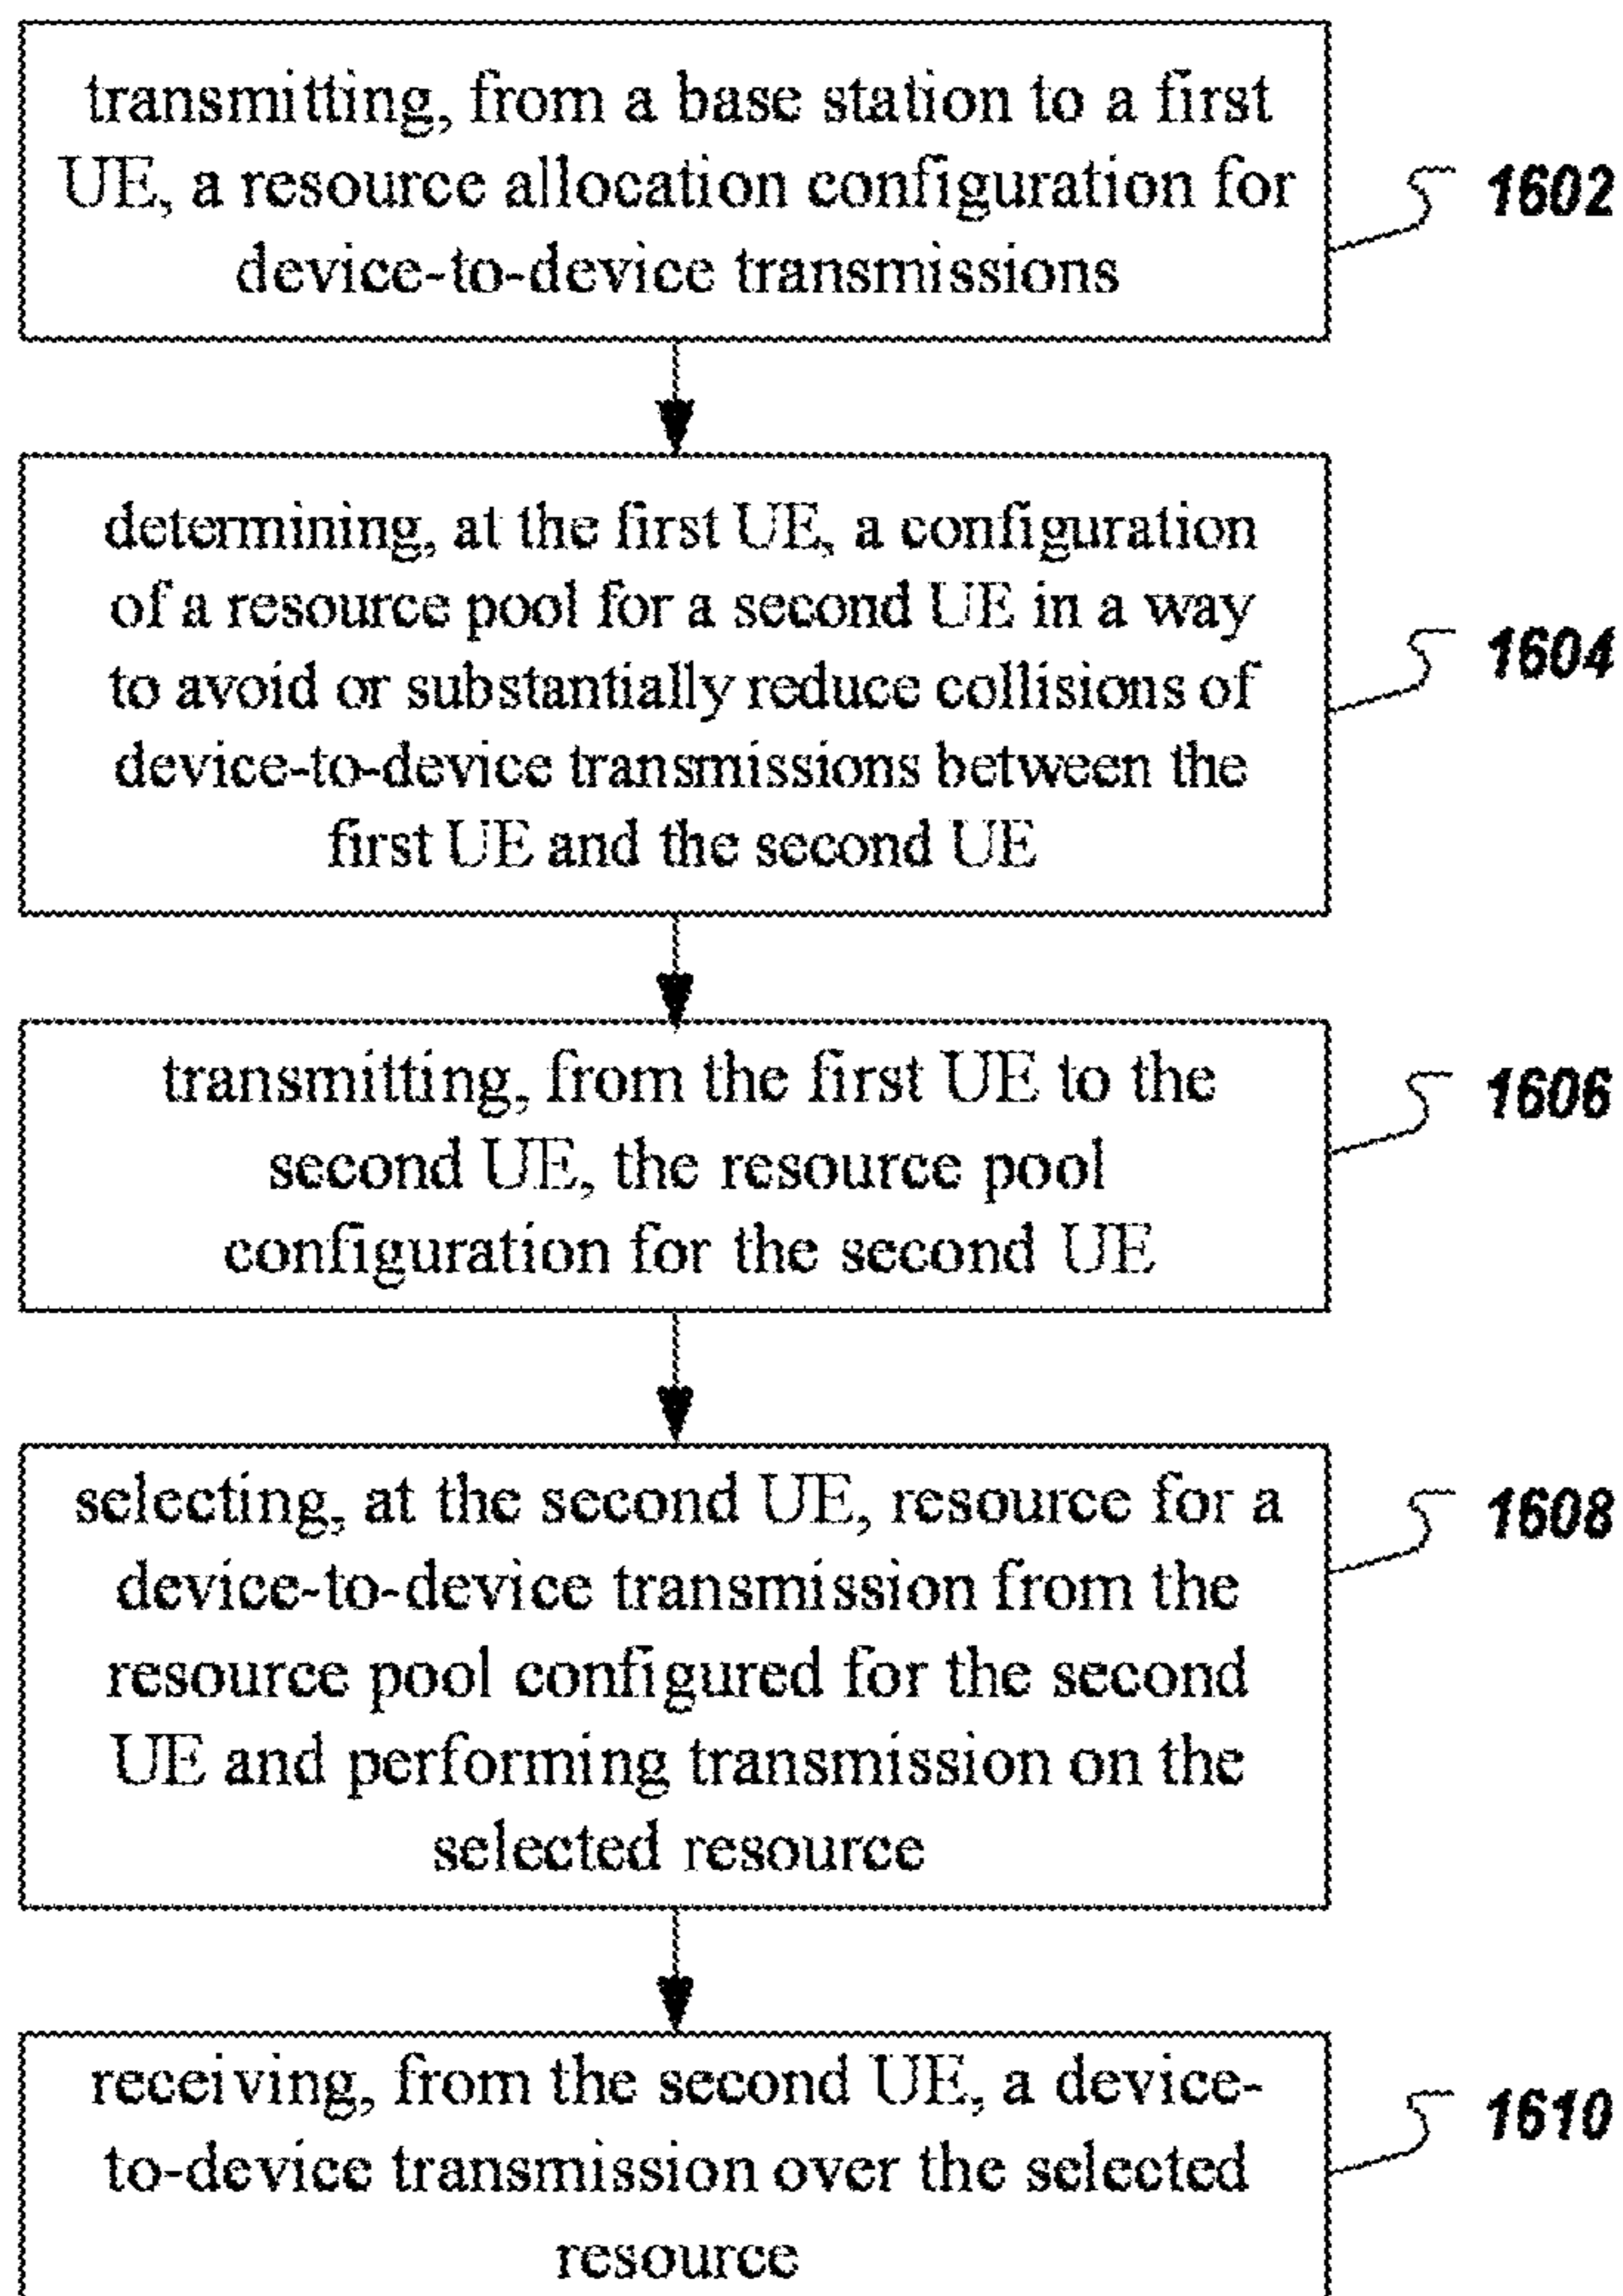 transmitting, from a base station to a first
UE, a resource allocation configuration for
device-to-device transmissions
1602
determining, at the first UE, a configuration
of a resource pool for a second UE in a way
to avoid or substantially reduce collisions of
device-to-device transmissions between the
first UE and the second UE
1604
transmitting, from the first UE to the
second UE, the resource pool
configuration for the second UE
1606
selecting, at the second UE, resource for a
device-to-device transmission from the
resource pool configured for the second
UE and performing transmission on the
selected resource
1608
receiving, from the second UE, a device-
to-device transmission over the selected
resource
1610